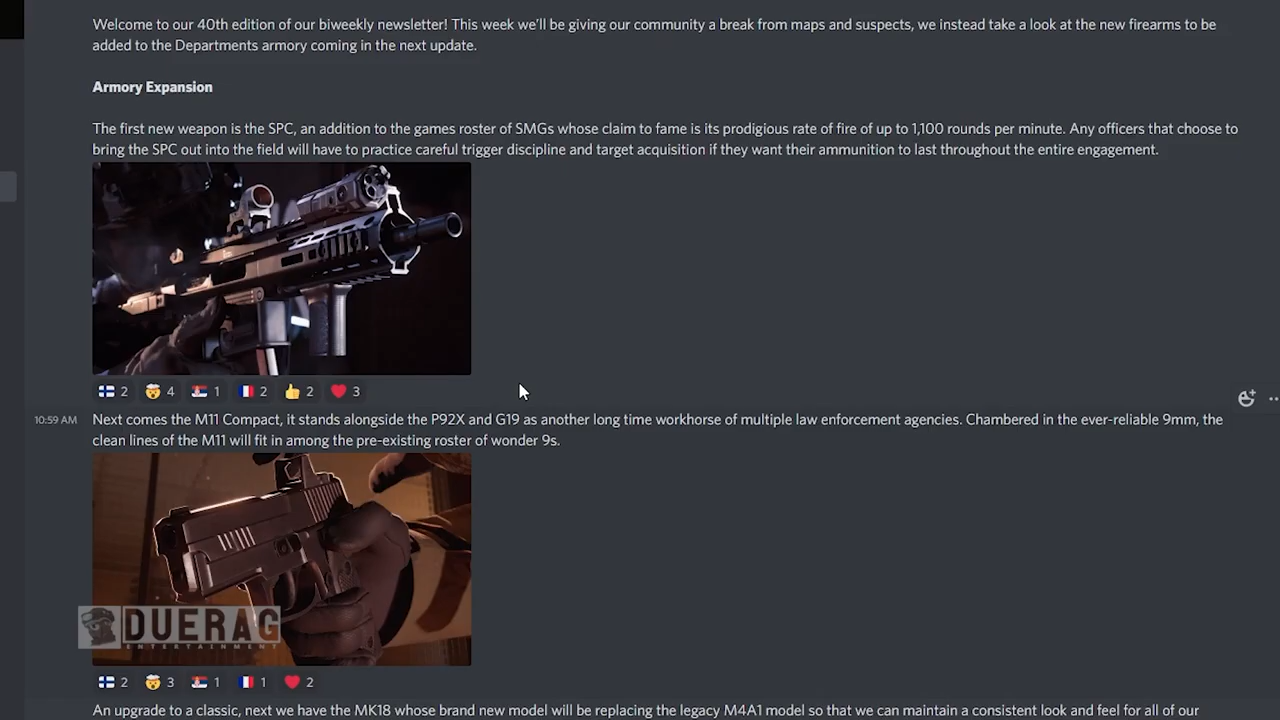 Welcome to our 40th edition of our biweekly newsletter! This week we'll be giving our community a break from maps and suspects, we instead take a look at the new firearms to
be added to the Departments armory coming in the next update.
Armory Expansion
The first new weapon is the SPC, an addition to the games roster of SMGs whose claim to fame is its prodigious rate of fire of up to 1,100 rounds per minute. Any officers that choose to
bring the SPC out into the field will have to practice careful trigger discipline and target acquisition if they want their ammunition to last throughout the entire engagement.
2 4 1 2 2 3
10:59 AM Next comes the M11 Compact, it stands alongside the P92X and G19 as another long time workhorse of multiple law enforcement agencies. Chambered in the ever-reliable 9mm, the
clean lines of the M11 will fit in among the pre-existing roster of wonder 9s.
DUERAG
ENTERTAINMENT
2 3 1 1 2
An upgrade to a classic, next we have the MK18 whose brand new model will be replacing the legacy M4A1 model so that we can maintain a consistent look and feel for all of our